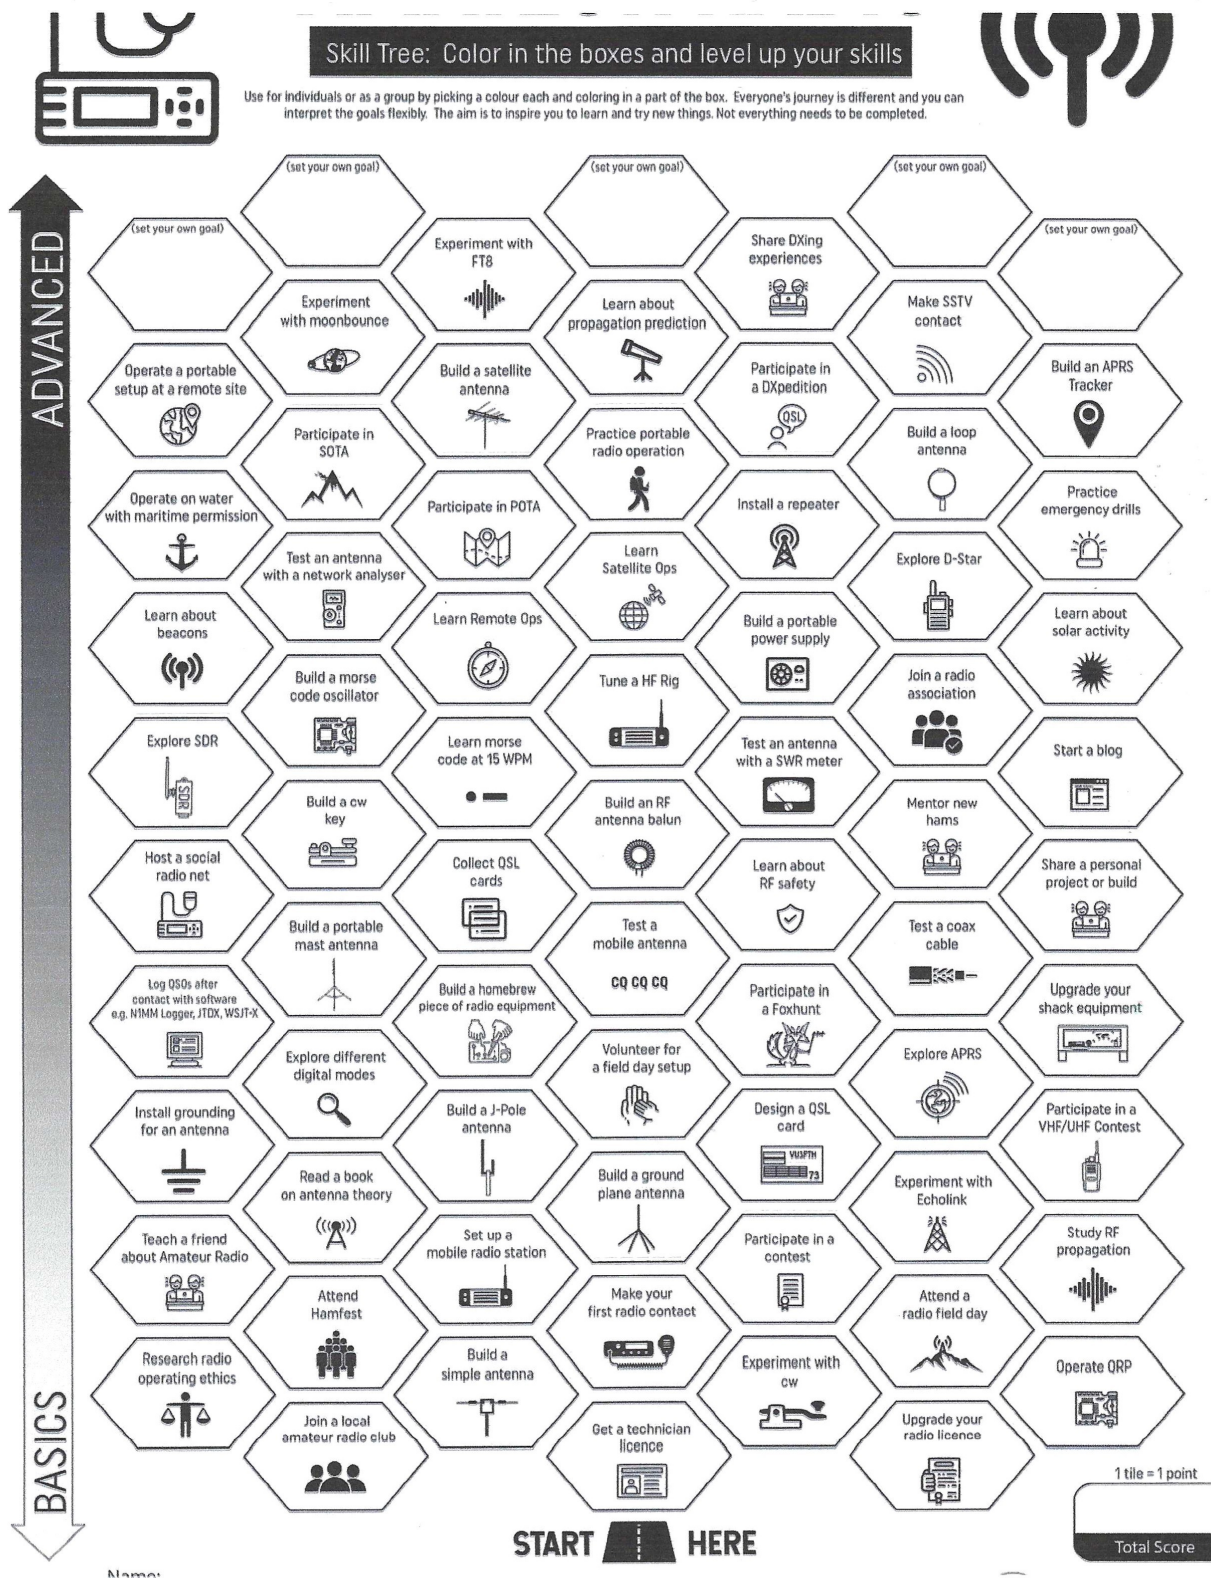 Skill Tree: Color in the boxes and level up your skills
Use for individuals or as a group by picking a colour each and coloring in a part of the box. Everyone's journey is different and you can
interpret the goals flexibly. The aim is to inspire you to learn and try new things. Not everything needs to be completed.
ADVANCED
(set your own goal)
(set your own goal)
(set your own goal)
(set your own goal)
(set your own goal)
Experiment with
FT8
Share DXing
experiences
Experiment
with moonbounce
Learn about
propagation prediction
Make SSTV
contact
Operate a portable
setup at a remote site
Build a satellite
antenna
Participate in
a DXpedition
QSL
Build an APRS
Tracker
Participate in
SOTA
Practice portable
radio operation
Build a loop
antenna
Operate on water
with maritime permission
Participate in POTA
Install a repeater
Practice
emergency drills
Test an antenna
with a network analyser
Learn
Satellite Ops
Explore D-Star
Learn about
beacons
Learn Remote Ops
Build a portable
power supply
Learn about
solar activity
Build a morse
code oscillator
Tune a HF Rig
Join a radio
association
Explore SDR
SDR
Learn morse
code at 15 WPM
Test an antenna
with a SWR meter
Start a blog
Build a cw
key
Build an RF
antenna balun
Mentor new
hams
Host a social
radio net
Collect QSL
cards
Learn about
RF safety
Share a personal
project or build
Build a portable
mast antenna
Test a
mobile antenna
CQ CQ CQ
Test a coax
cable
Log QSOs after
contact with software
e.g. N1MM Logger, JTDX, WSJT-X
Build a homebrew
piece of radio equipment
Participate in
a Foxhunt
Upgrade your
shack equipment
Explore different
digital modes
Volunteer for
a field day setup
Explore APRS
Install grounding
for an antenna
Build a J-Pole
antenna
Design a QSL
card
VU3PTH
73
Participate in a
VHF/UHF Contest
Read a book
on antenna theory
Build a ground
plane antenna
Experiment with
Echolink
Teach a friend
about Amateur Radio
Set up a
mobile radio station
Participate in a
contest
Study RF
propagation
Attend
Hamfest
Make your
first radio contact
Attend a
radio field day
Research radio
operating ethics
Build a
simple antenna
Experiment with
cw
Operate QRP
Join a local
amateur radio club
Get a technician
licence
Upgrade your
radio licence
BASICS
1 tile = 1 point
Total Score
START HERE
Name: